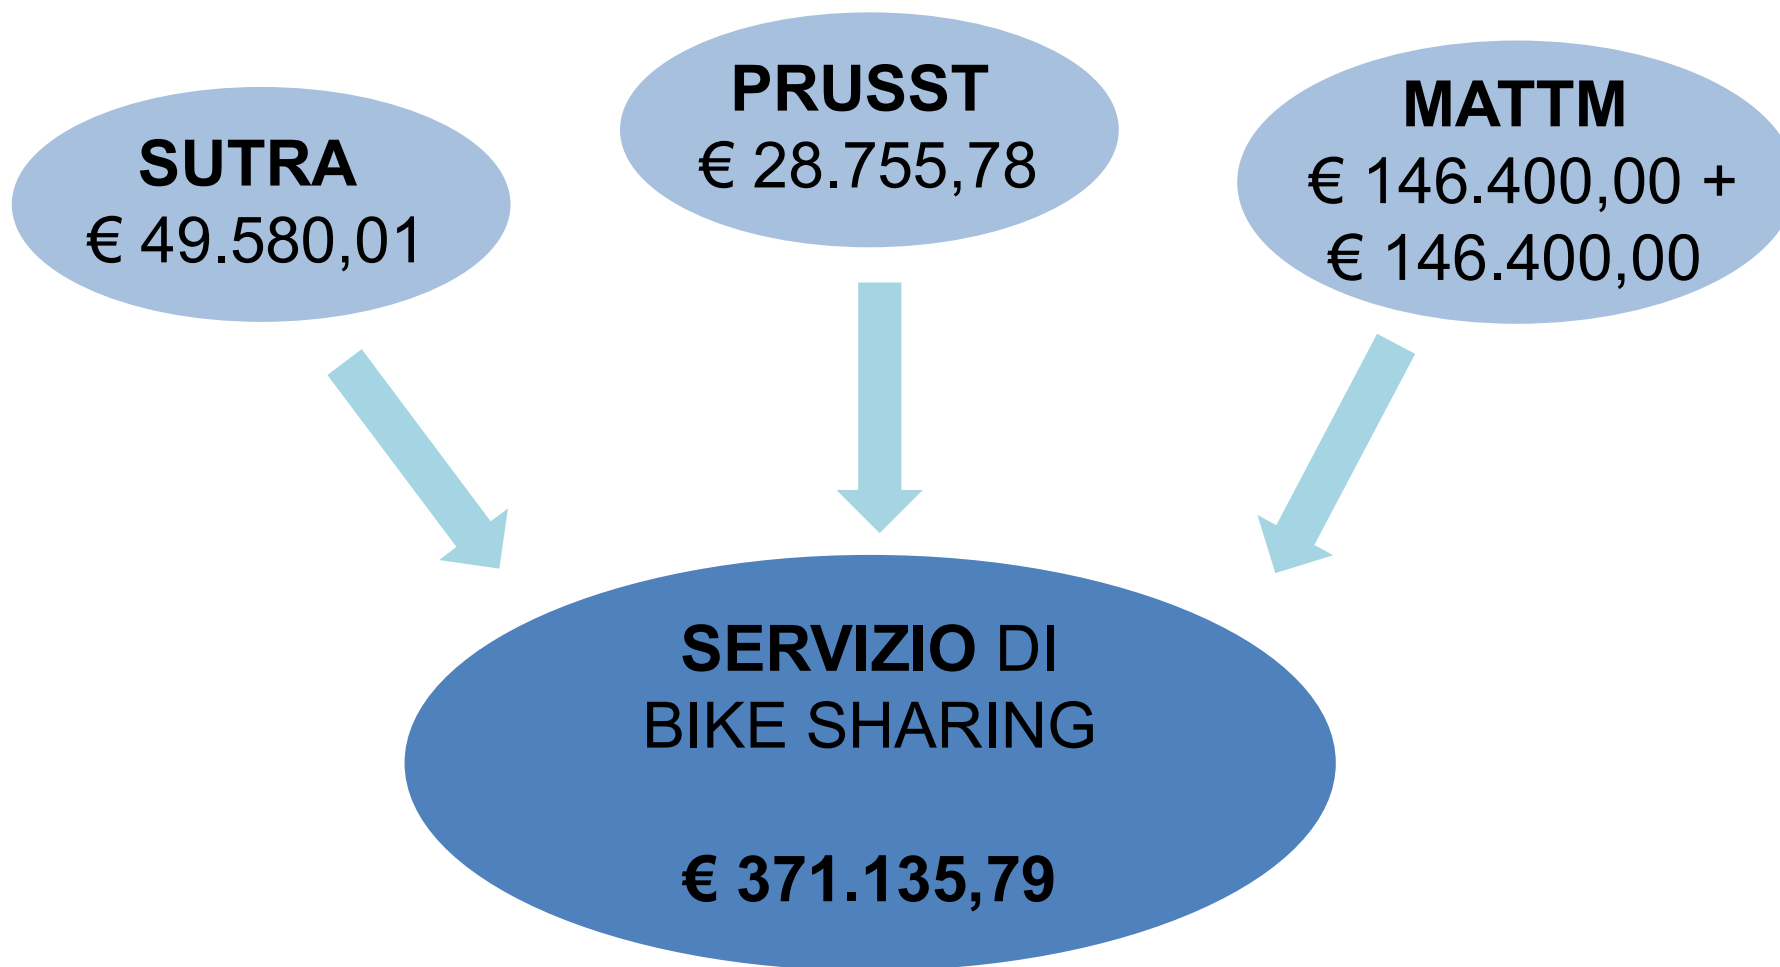 SUTRA
€ 49.580,01
PRUSST
€ 28.755,78
MATTM
€ 146.400,00 +
€ 146.400,00
SERVIZIO DI
BIKE SHARING
€ 371.135,79